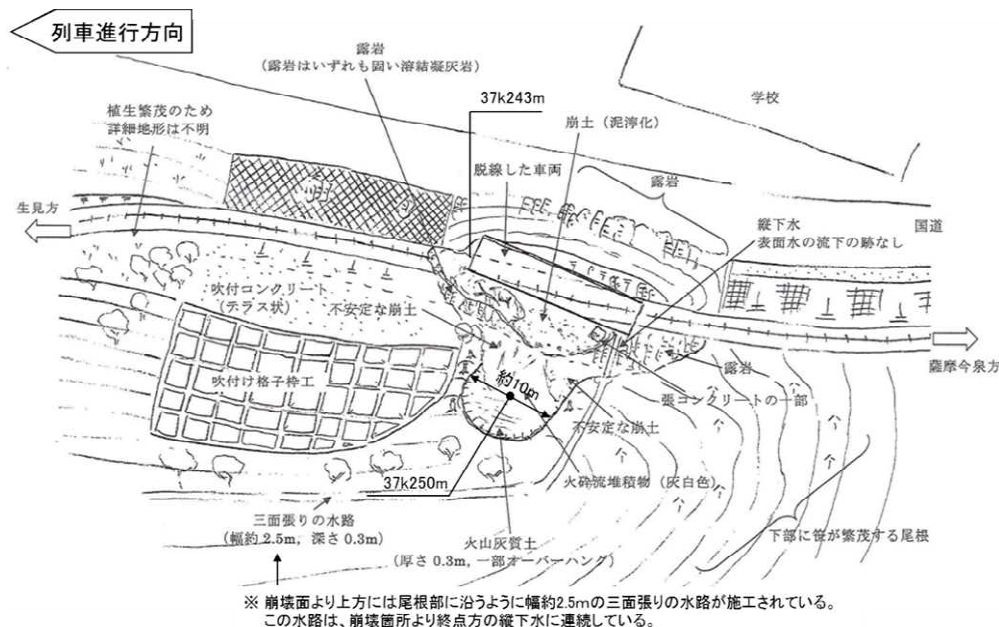 列車進行方向
露岩
(露岩はいずれも固い溶結凝灰岩)
37k243m
学校
植生繁茂のため
詳細地形は不明
崩土（泥濘化）
脱線した車両
露岩
生見方
縦下水
表面水の流下の跡なし
国道
吹付コンクリート
(テラス状)
不安定な崩土
薩摩今泉方
露岩
吹付け格子枠工
約10m
張コンクリートの一部
不安定な崩土
火砕流堆積物（灰白色）
37k250m
三面張りの水路
(幅約2.5m，深さ0.3m)
火山灰質土
(厚さ0.3m，一部オーバーハング)
下部に笹が繁茂する尾根
※ 崩壊面より上方には尾根部に沿うように幅約2.5mの三面張りの水路が施工されている。
この水路は、崩壊箇所より終点方の縦下水に連続している。